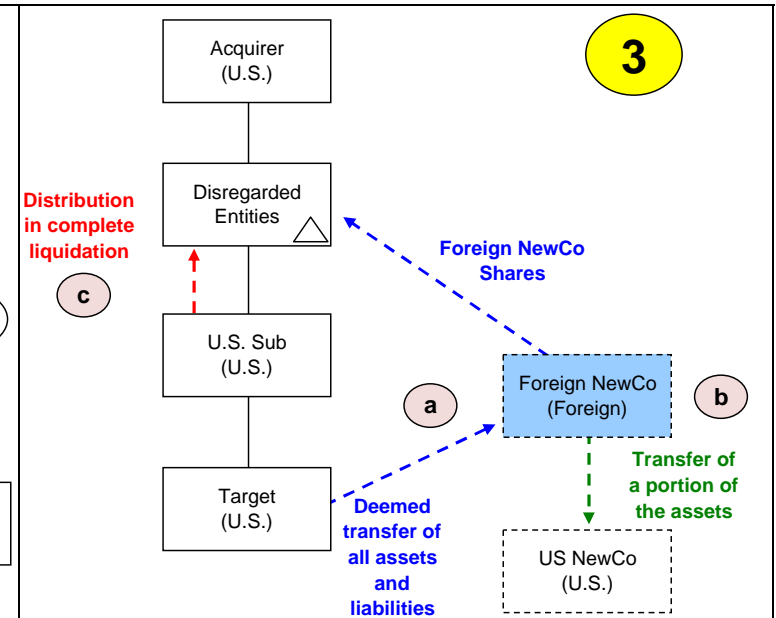 Acquirer
(U.S.)
3
Disregarded
Entities
Distribution
in complete
liquidation
c
Foreign NewCo
Shares
U.S. Sub
(U.S.)
a
Foreign NewCo
(Foreign)
b
Target
(U.S.)
Deemed
transfer of
all assets
and
liabilities
Transfer of
a portion of
the assets
US NewCo
(U.S.)